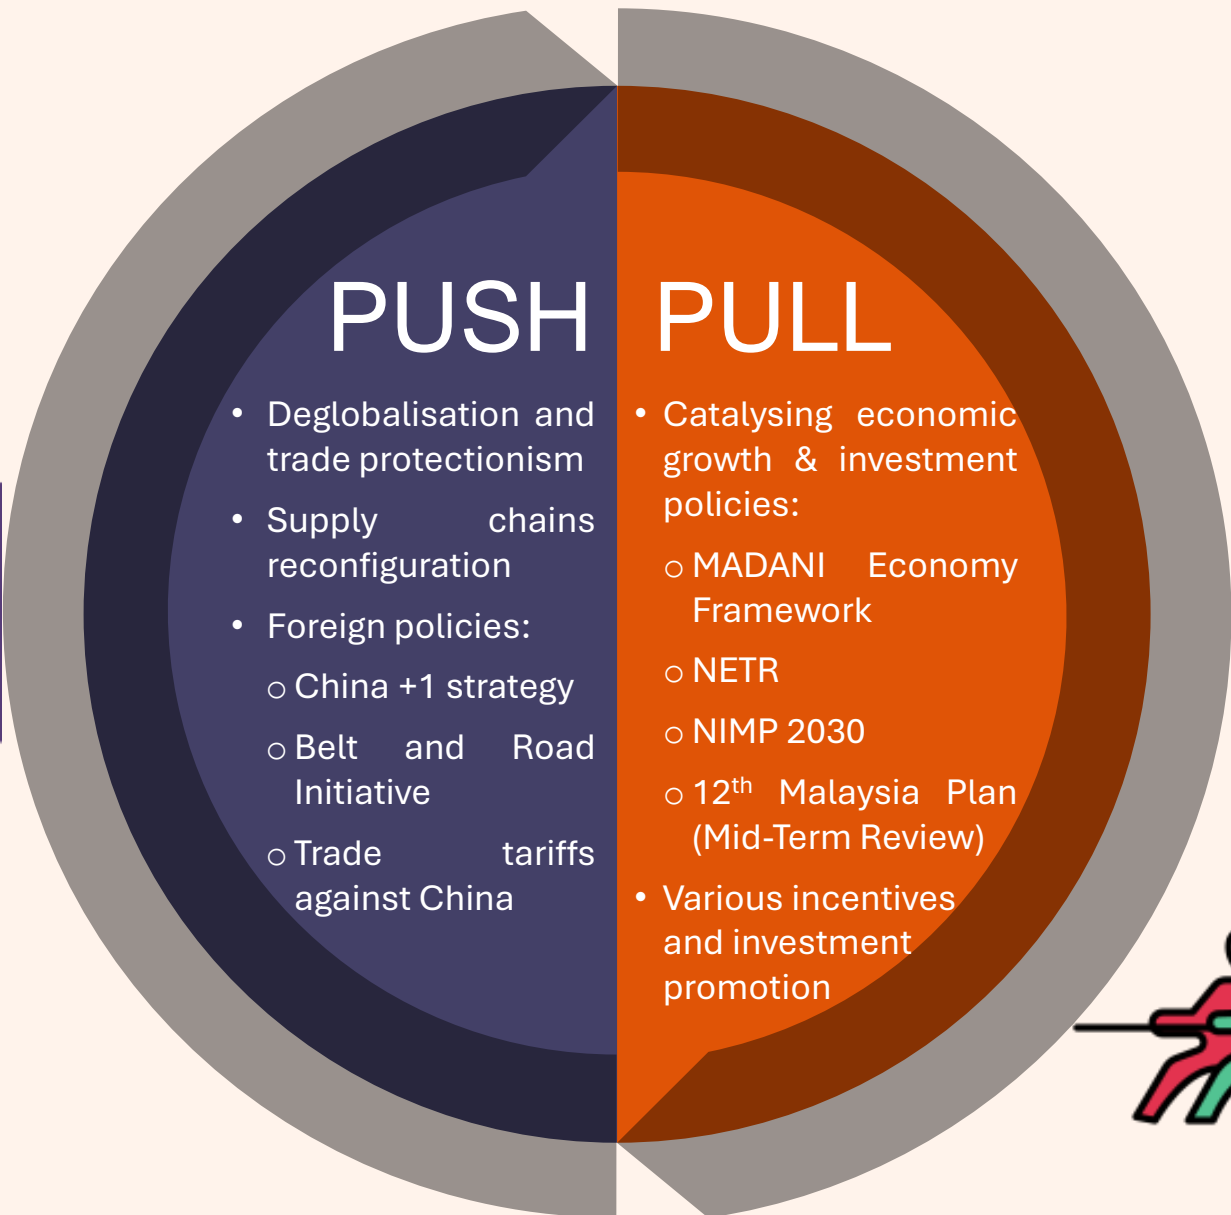 PUSH
• Deglobalisation and
trade protectionism
• Supply chains
reconfiguration
• Foreign policies:
○ China +1 strategy
○ Belt and Road
Initiative
○ Trade tariffs
against China
PULL
• Catalysing economic
growth & investment
policies:
○ MADANI Economy
Framework
○ NETR
○ NIMP 2030
○ 12th Malaysia Plan
(Mid-Term Review)
• Various incentives
and investment
promotion